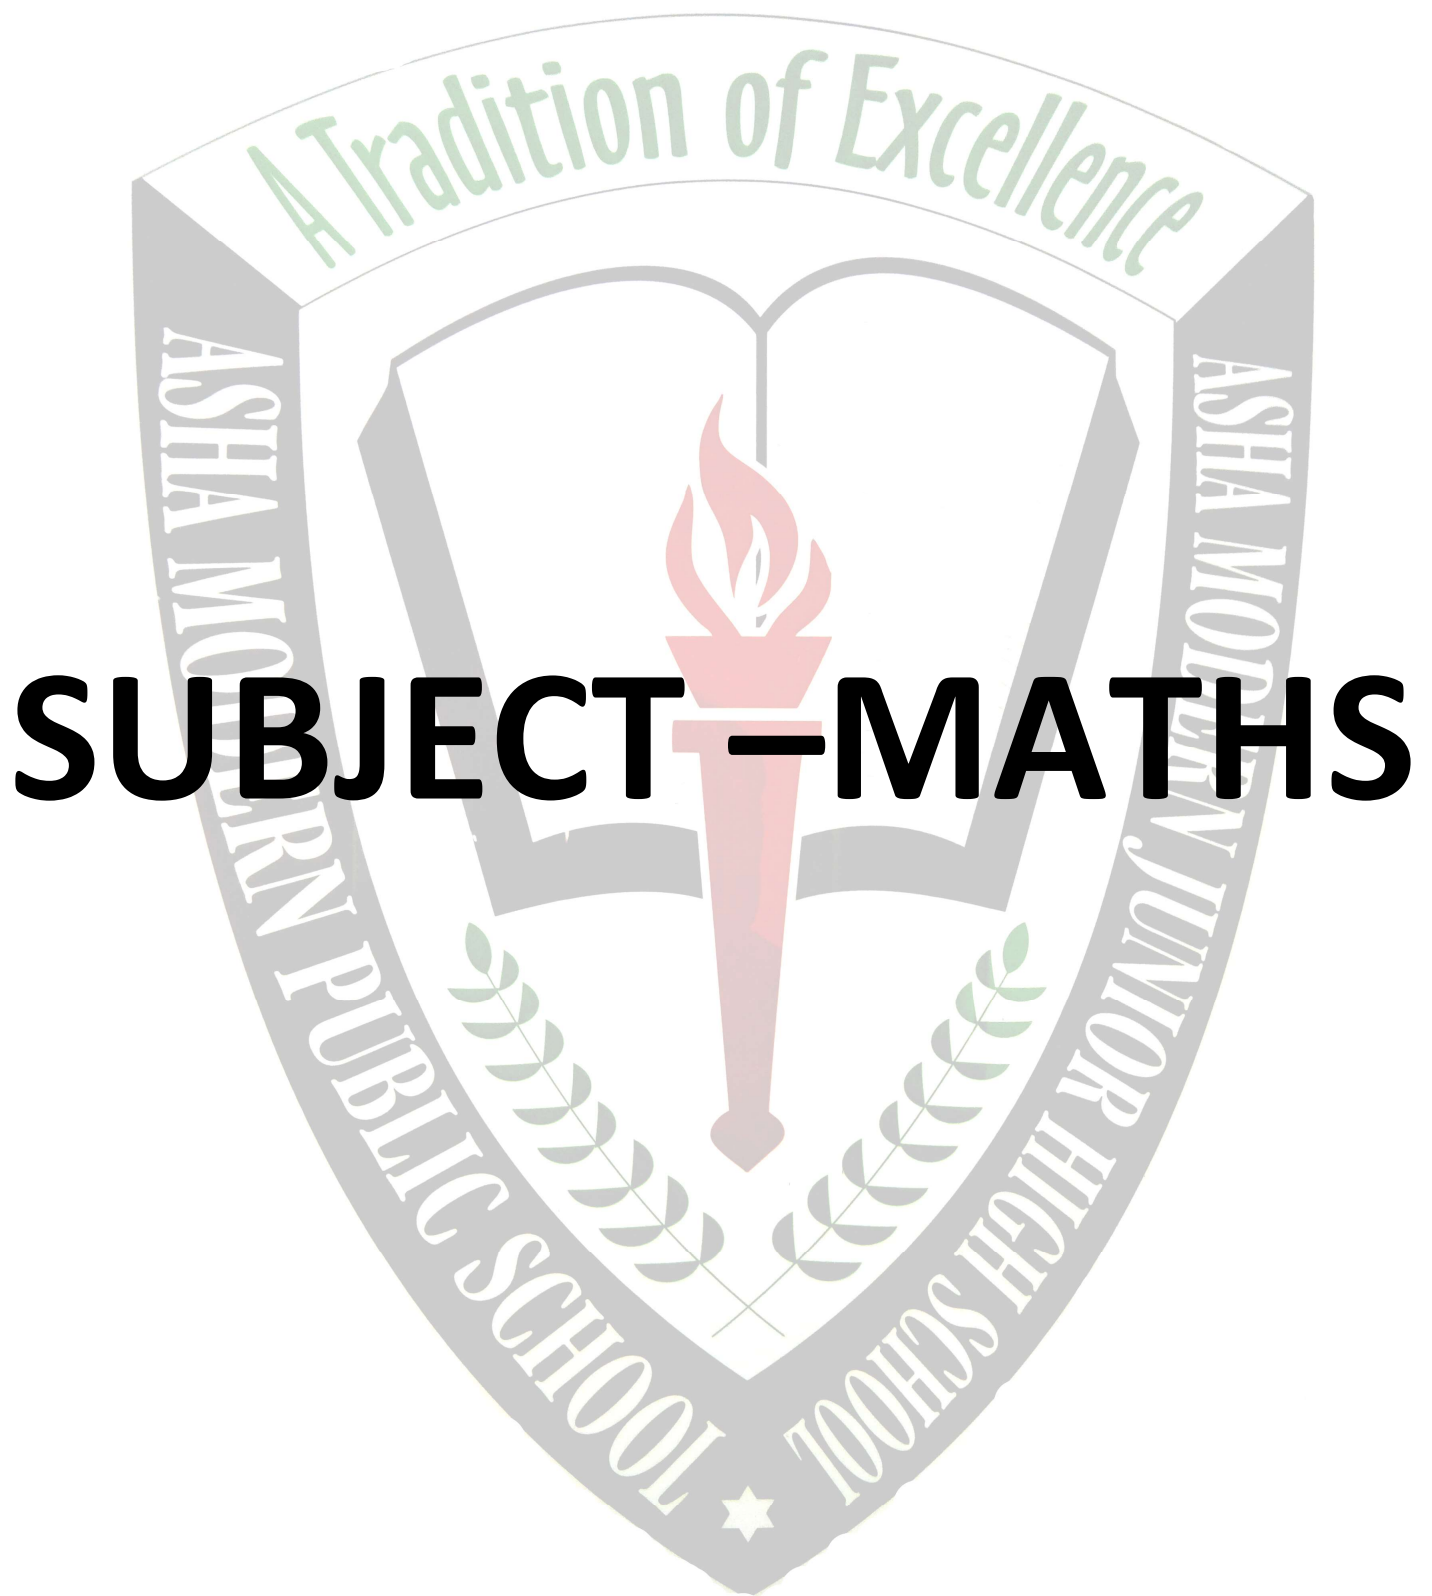 A Tradition of Excellence
SUBJECT –MATHS
ASHA MODERN PUBLIC SCHOOL
ASHA MODERN JUNIOR HIGH SCHOOL